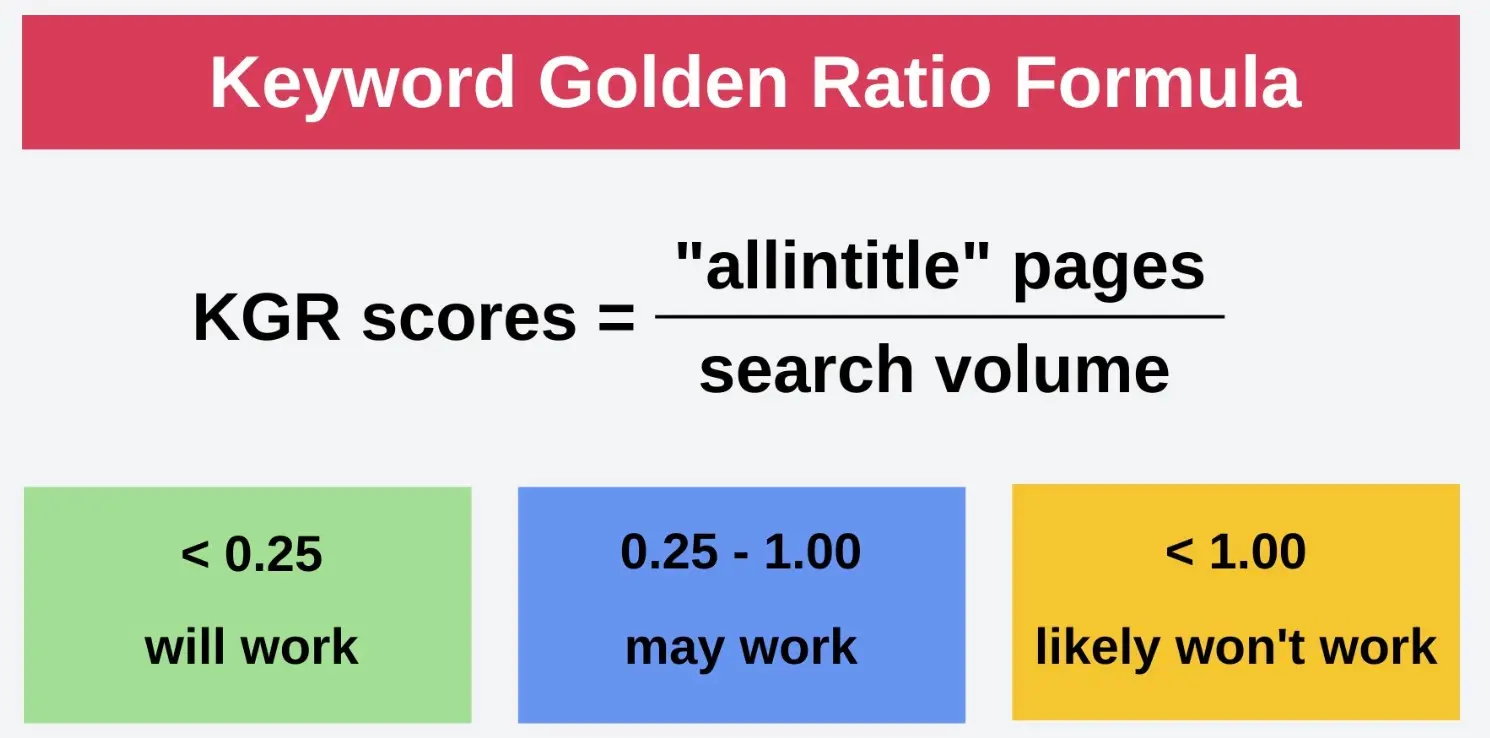 Keyword Golden Ratio Formula
"allintitle" pages
KGR scores =
search volume
< 0.25
will work
0.25 - 1.00
may work
< 1.00
likely won't work